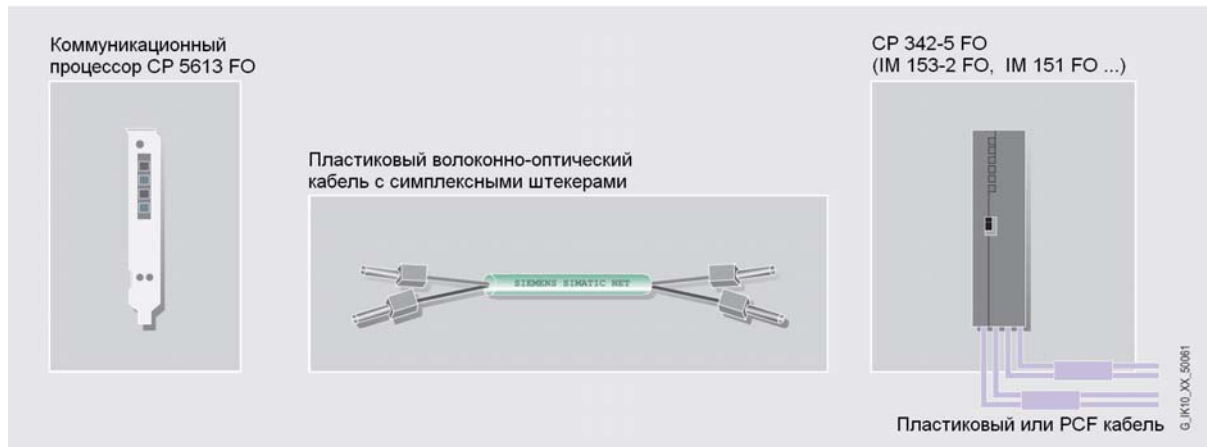 Коммуникационный
процессор CP 5613 FO
Пластиковый волоконно-оптический
кабель с симплексными штекерами
SIEMENS SIMATIC NET
CP 342-5 FO
(IM 153-2 FO, IM 151 FO ...)
Пластиковый или PCF кабель
G_IK10_XX_50061